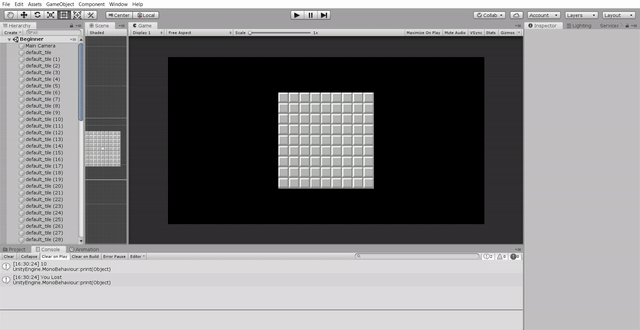 File Edit Assets GameObject Component Window Help
Center Local
Collab Account Layers Layout
Hierarchy
Scene
Game
Inspector Lighting Services
Create
Shaded
Display 1 Free Aspect Scale 1x Maximize On Play Mute Audio VSync Stats Gizmos
Beginner
Main Camera
default_tile
default_tile (1)
default_tile (2)
default_tile (3)
default_tile (4)
default_tile (5)
default_tile (6)
default_tile (7)
default_tile (8)
default_tile (9)
default_tile (10)
default_tile (11)
default_tile (12)
default_tile (13)
default_tile (14)
default_tile (15)
default_tile (16)
default_tile (17)
default_tile (18)
default_tile (19)
default_tile (20)
default_tile (21)
default_tile (22)
default_tile (23)
default_tile (24)
default_tile (25)
default_tile (26)
default_tile (27)
default_tile (28)
Project Console Animation
Clear Collapse Clear on Play Clear on Build Error Pause Editor
[16:30:24] 10
UnityEngine.MonoBehaviour:print(Object)
[16:30:24] You Lost
UnityEngine.MonoBehaviour:print(Object)